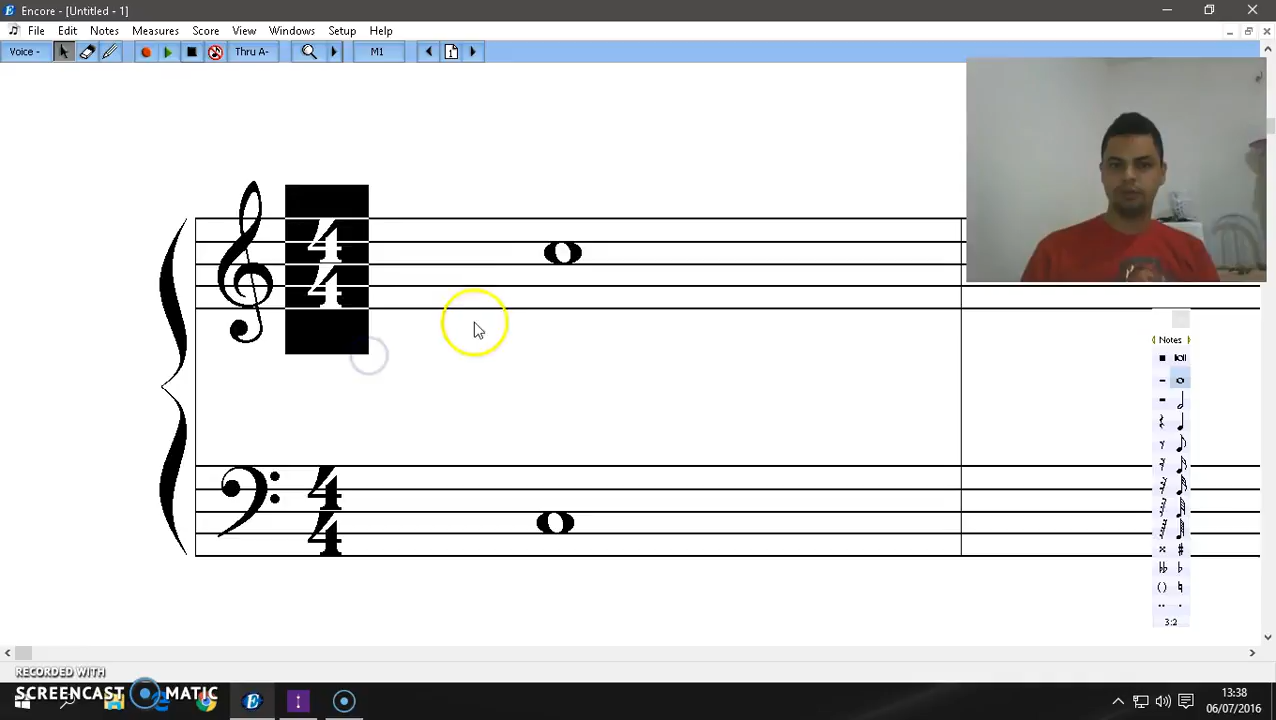 Encore - [Untitled - 1]
File Edit Notes Measures Score View Windows Setup Help
Voice - Thru A- M1 1
4
4
Notes
4
4
3:2
RECORDED WITH
SCREENCAST MATIC
13:38
06/07/2016